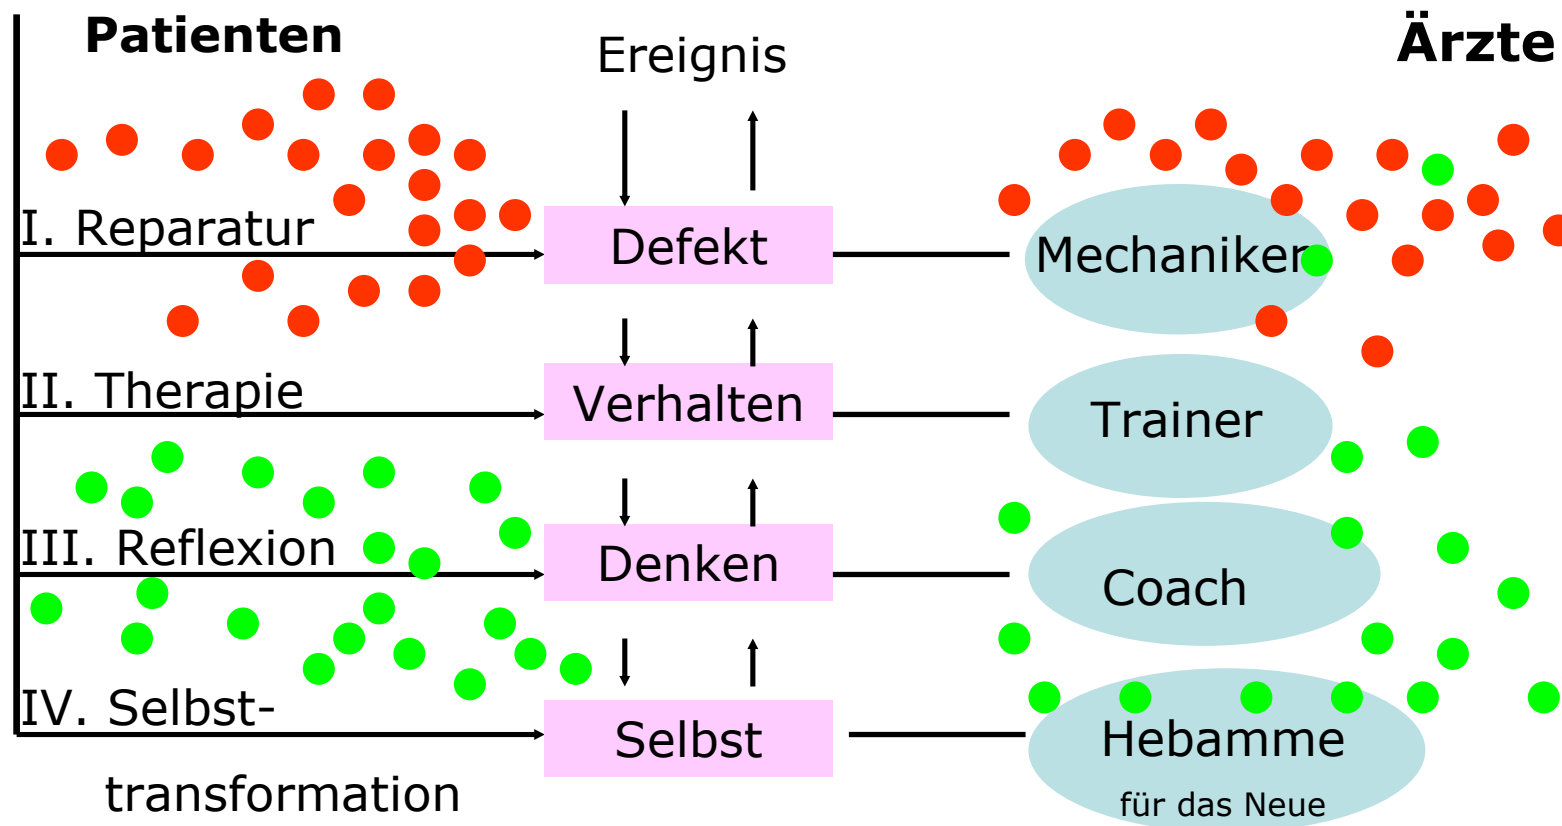 Patienten
Ereignis
Ärzte
I. Reparatur
Defekt
Mechaniker
II. Therapie
Verhalten
Trainer
III. Reflexion
Denken
Coach
IV. Selbst-
transformation
Selbst
Hebamme
für das Neue